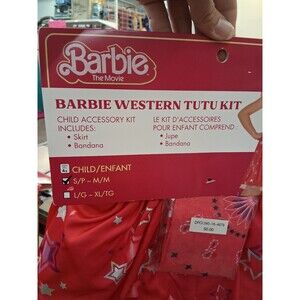 Barbie
The Movie
BARBIE WESTERN TUTU KIT
CHILD ACCESSORY KIT
INCLUDES:
• Skirt
• Bandana
LE KIT D'ACCESSOIRES
POUR ENFANT COMPREND :
• Jupe
• Bandana
CHILD/ENFANT
S/P – M/M
L/G – XL/TG